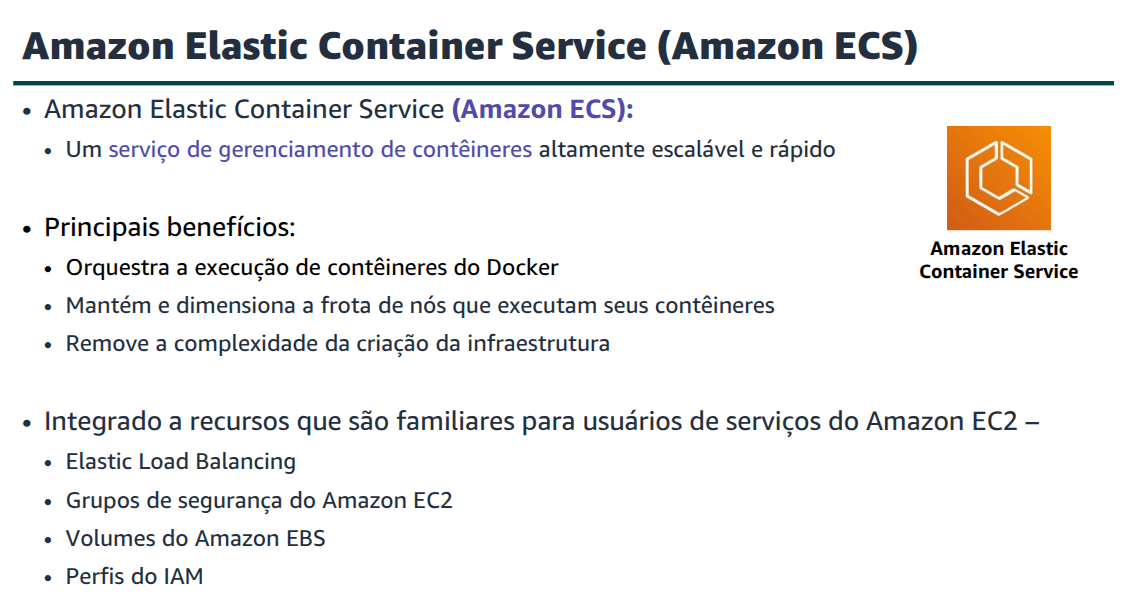 Amazon Elastic Container Service (Amazon ECS)
• Amazon Elastic Container Service (Amazon ECS):
• Um serviço de gerenciamento de contêineres altamente escalável e rápido
• Principais benefícios:
• Orquestra a execução de contêineres do Docker
• Mantém e dimensiona a frota de nós que executam seus contêineres
• Remove a complexidade da criação da infraestrutura
Amazon Elastic
Container Service
• Integrado a recursos que são familiares para usuários de serviços do Amazon EC2 –
• Elastic Load Balancing
• Grupos de segurança do Amazon EC2
• Volumes do Amazon EBS
• Perfis do IAM